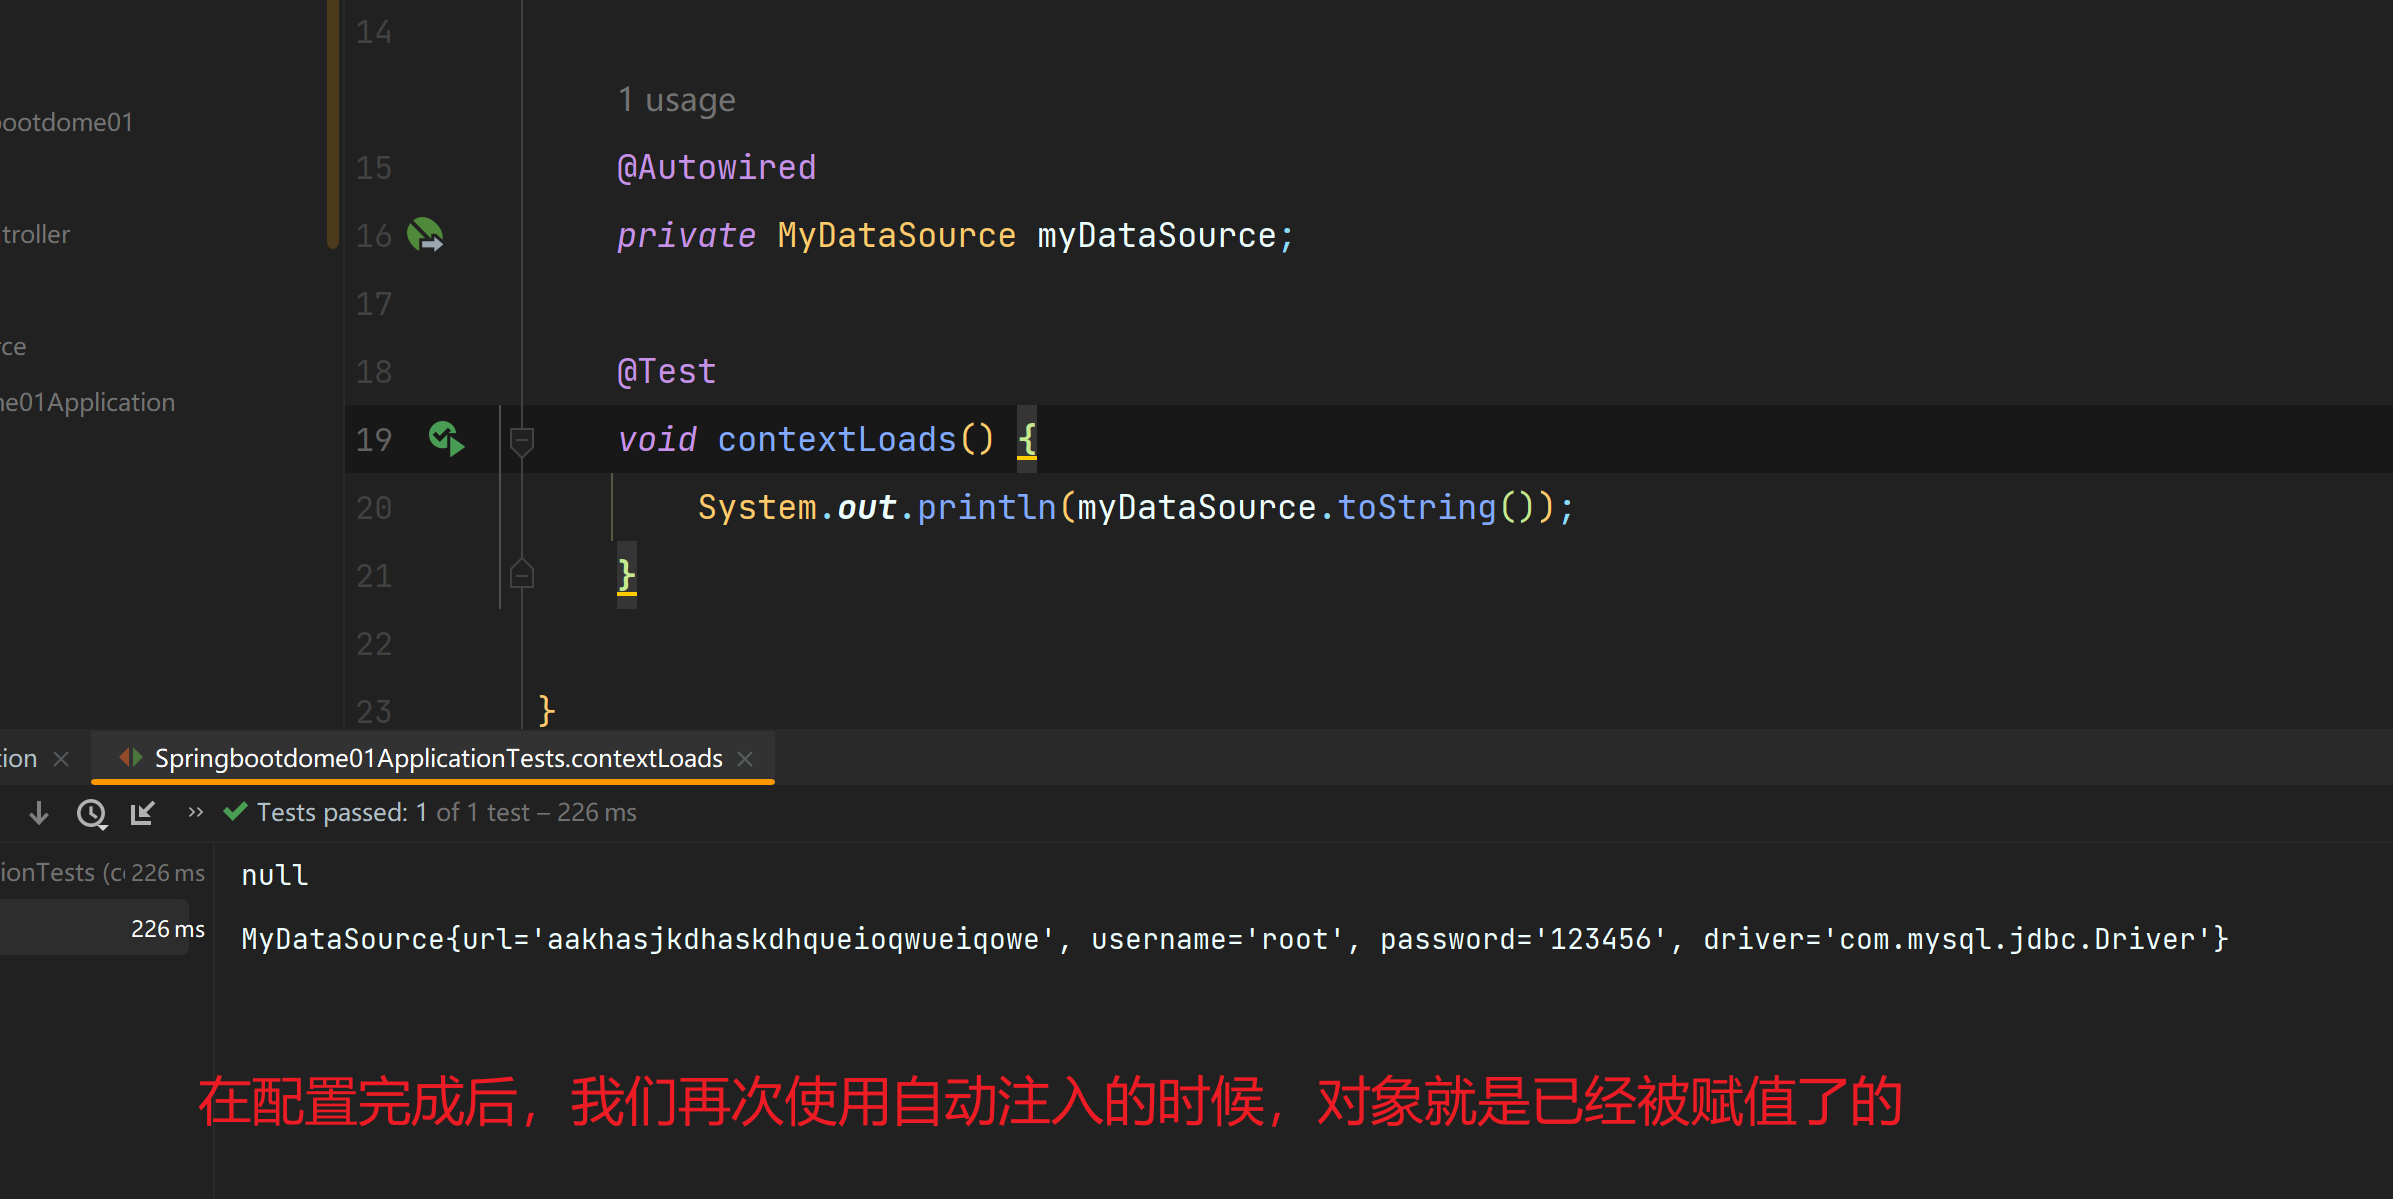 14
1 usage
ootdome01
15 @Autowired
troller
16 private MyDataSource myDataSource;
17
rce
18 @Test
me01Application
19 void contextLoads() {
20 System.out.println(myDataSource.toString());
21 }
22
23 }
tion Springbootdome01ApplicationTests.contextLoads
Tests passed: 1 of 1 test – 226 ms
ionTests (c 226 ms
null
226 ms
MyDataSource{url='aakhasjkdhaskdhqueioqwueiqowe', username='root', password='123456', driver='com.mysql.jdbc.Driver'}
在配置完成后，我们再次使用自动注入的时候，对象就是已经被赋值了的